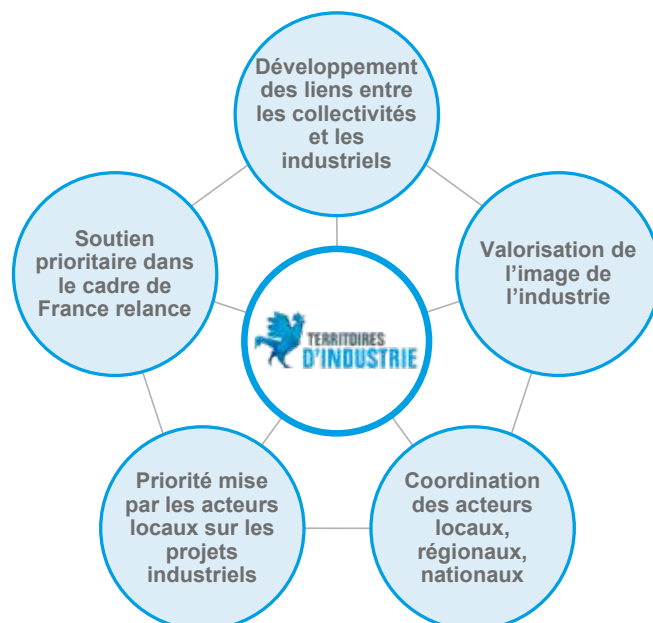 Développement
des liens entre
les collectivités
et les
industriels
Soutien
prioritaire dans
le cadre de
France relance
Valorisation de
l’image de
l’industrie
TERRITOIRES
D’INDUSTRIE
Priorité mise
par les acteurs
locaux sur les
projets
industriels
Coordination
des acteurs
locaux,
régionaux,
nationaux